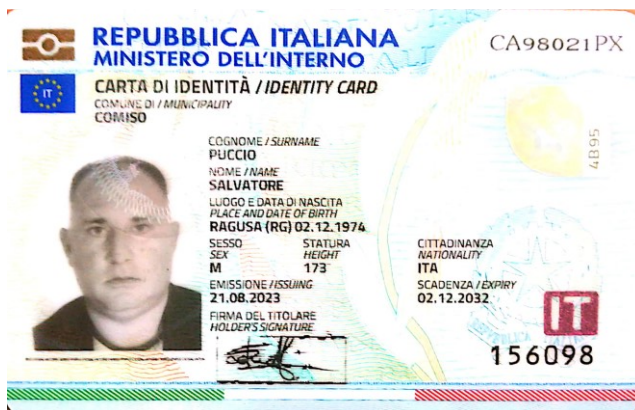 REPUBBLICA ITALIANA
MINISTERO DELL'INTERNO
CA98021PX
IT
CARTA DI IDENTITÀ / IDENTITY CARD
COMUNE DI / MUNICIPALITY
COMISO
4B95
COGNOME / SURNAME
PUCCIO
NOME / NAME
SALVATORE
LUOGO E DATA DI NASCITA
PLACE AND DATE OF BIRTH
RAGUSA (RG) 02.12.1974
SESSO STATURA CITTADINANZA
SEX HEIGHT NATIONALITY
M 173 ITA
EMISSIONE / ISSUING SCADENZA / EXPIRY
21.08.2023 02.12.2032
FIRMA DEL TITOLARE
HOLDER'S SIGNATURE
IT
156098